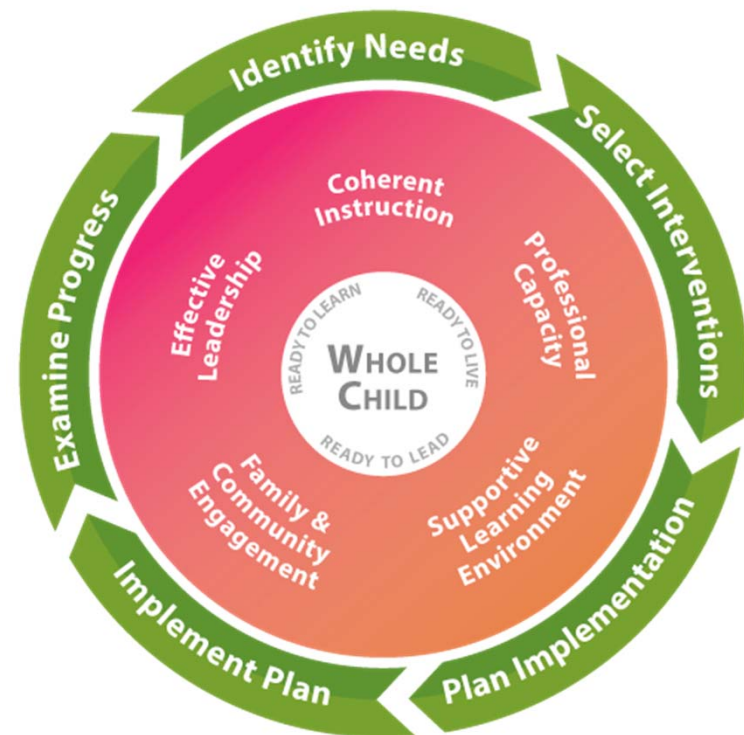 Identify Needs
Select Interventions
Plan Implementation
Implement Plan
Examine Progress
Coherent
Instruction
Professional
Capacity
Supportive
Learning
Environment
Family &
Community
Engagement
Effective
Leadership
READY TO LEARN
READY TO LIVE
READY TO LEAD
WHOLE
CHILD